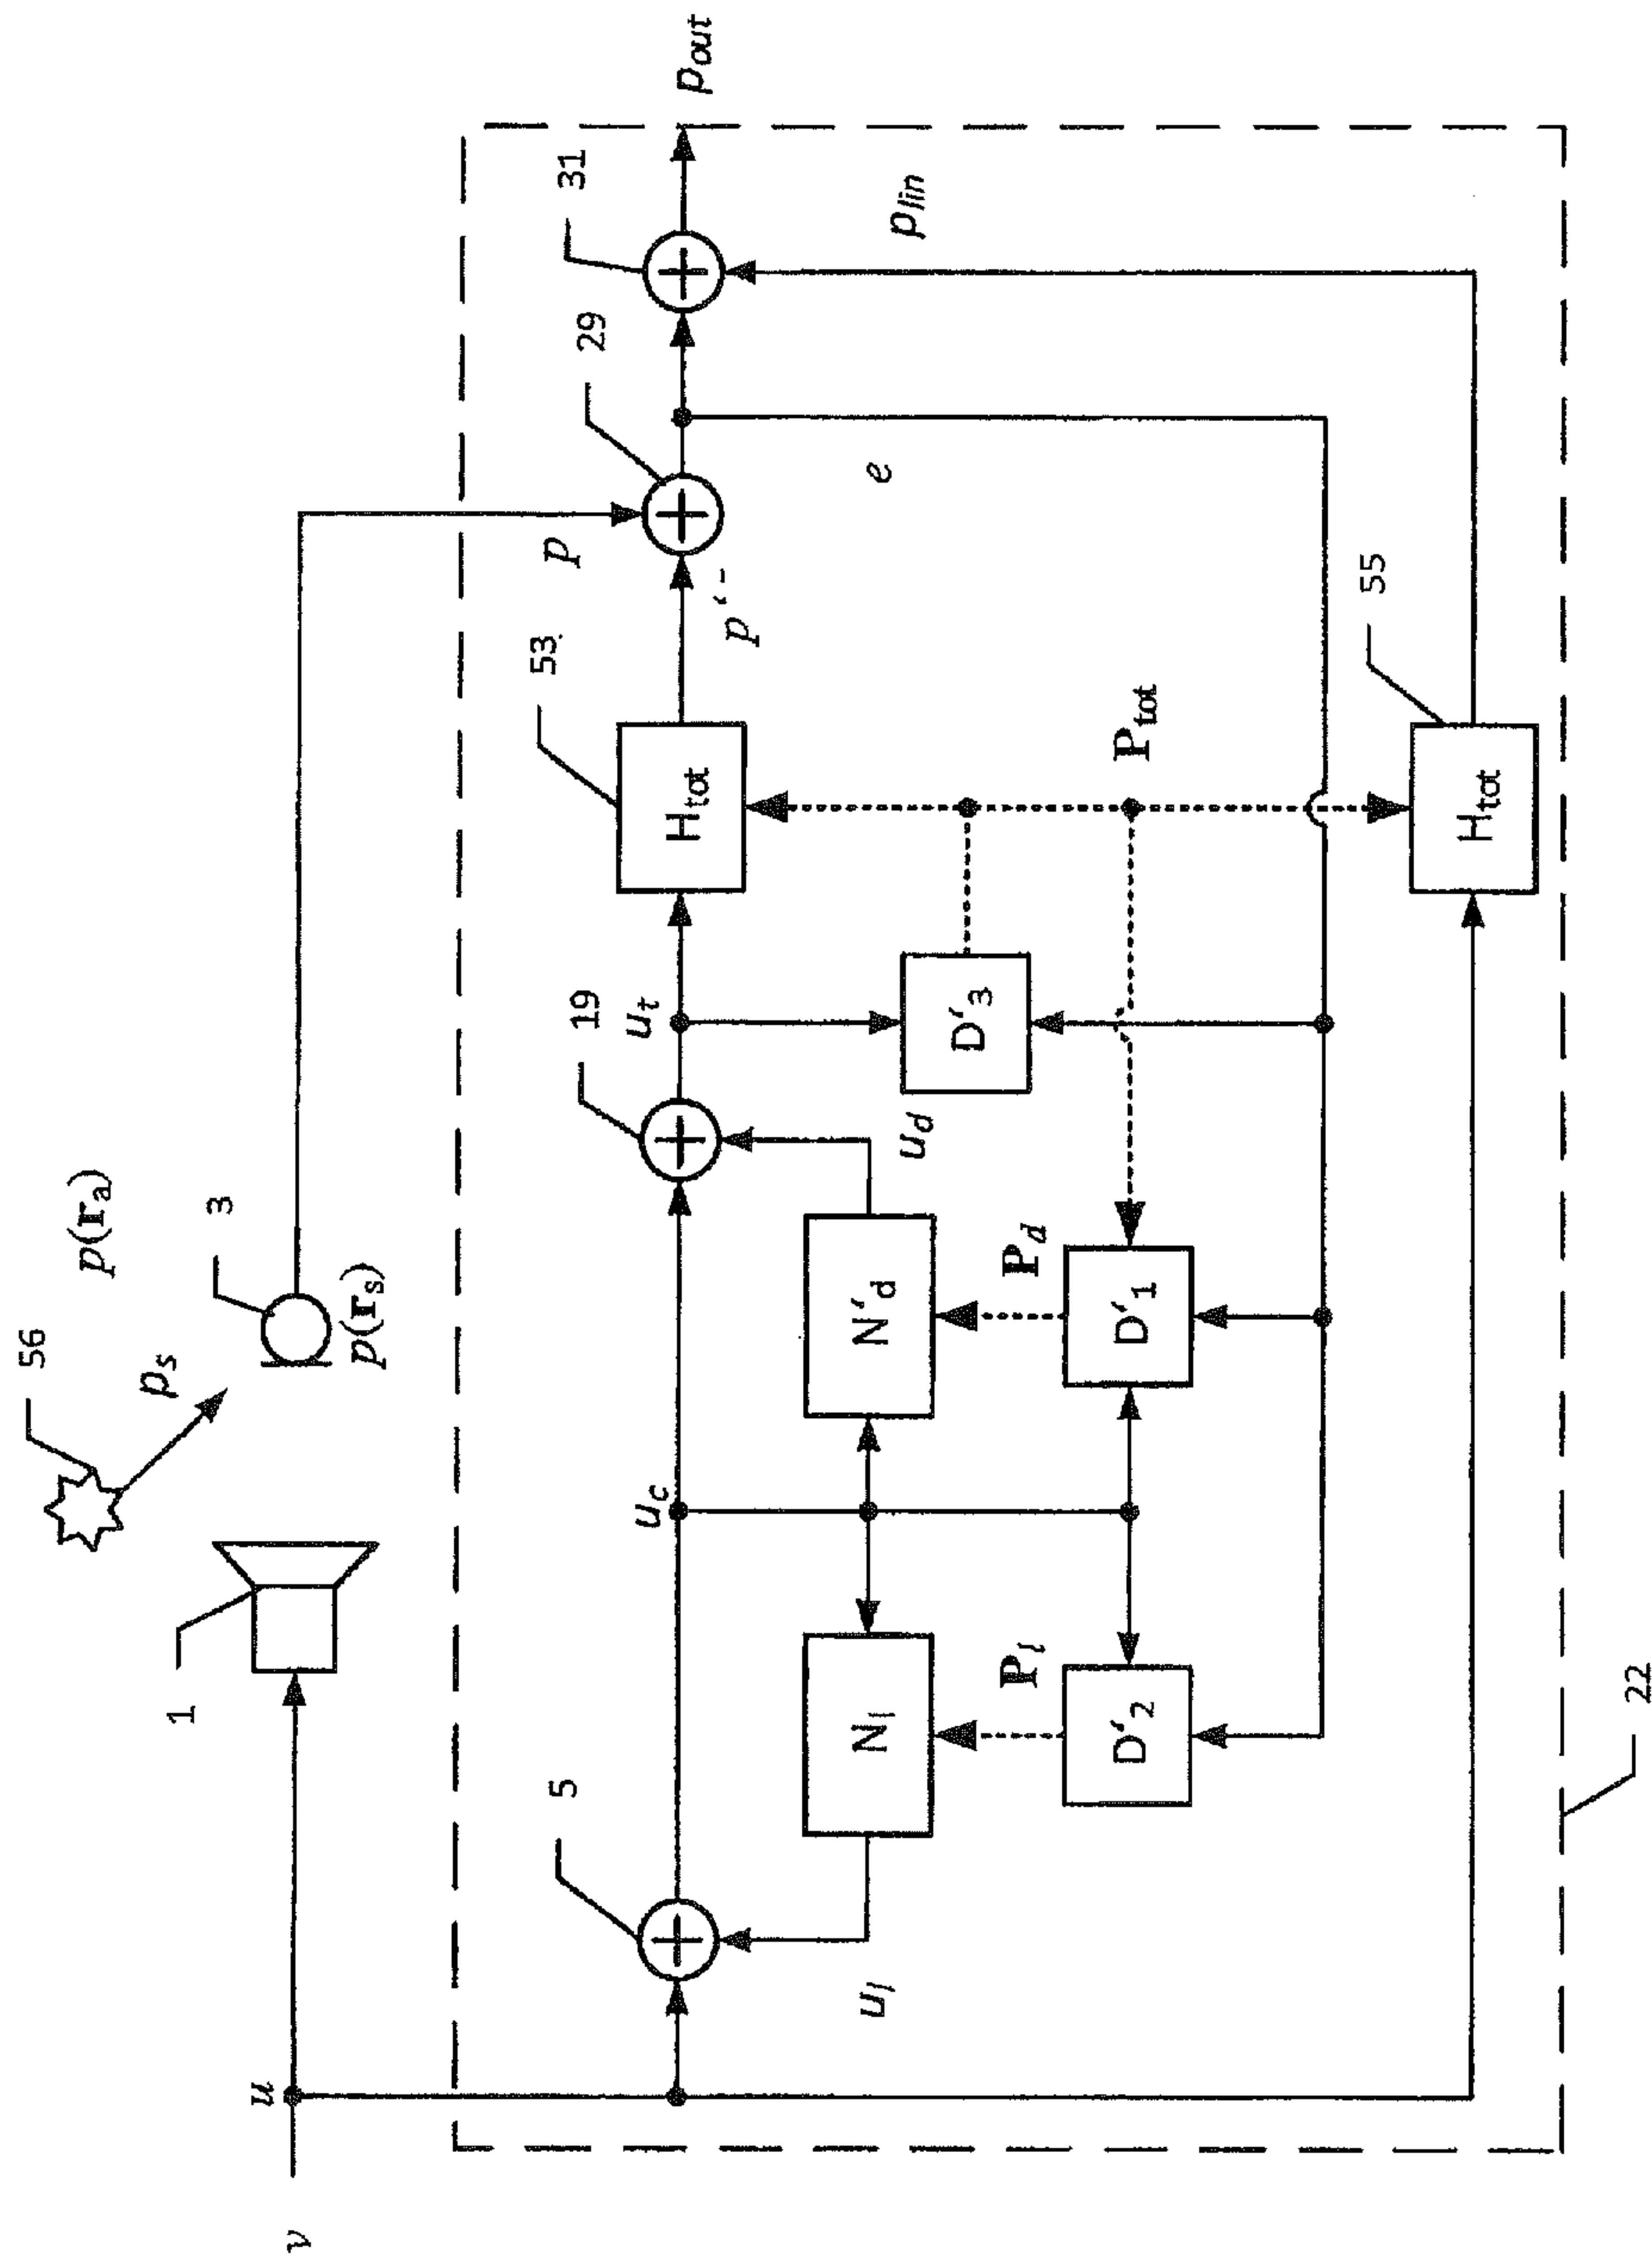 v
u
1
56
p_s
3
p(r_s)
p(r_a)
p
5
u_c
19
u_t
53
H_tot
p' -
29
31
p_out
e
p_lin
u_l
N_l
N'_d
u_d
P_l
P_d
D'_3
P_tot
D'_2
D'_1
55
H_tot
22